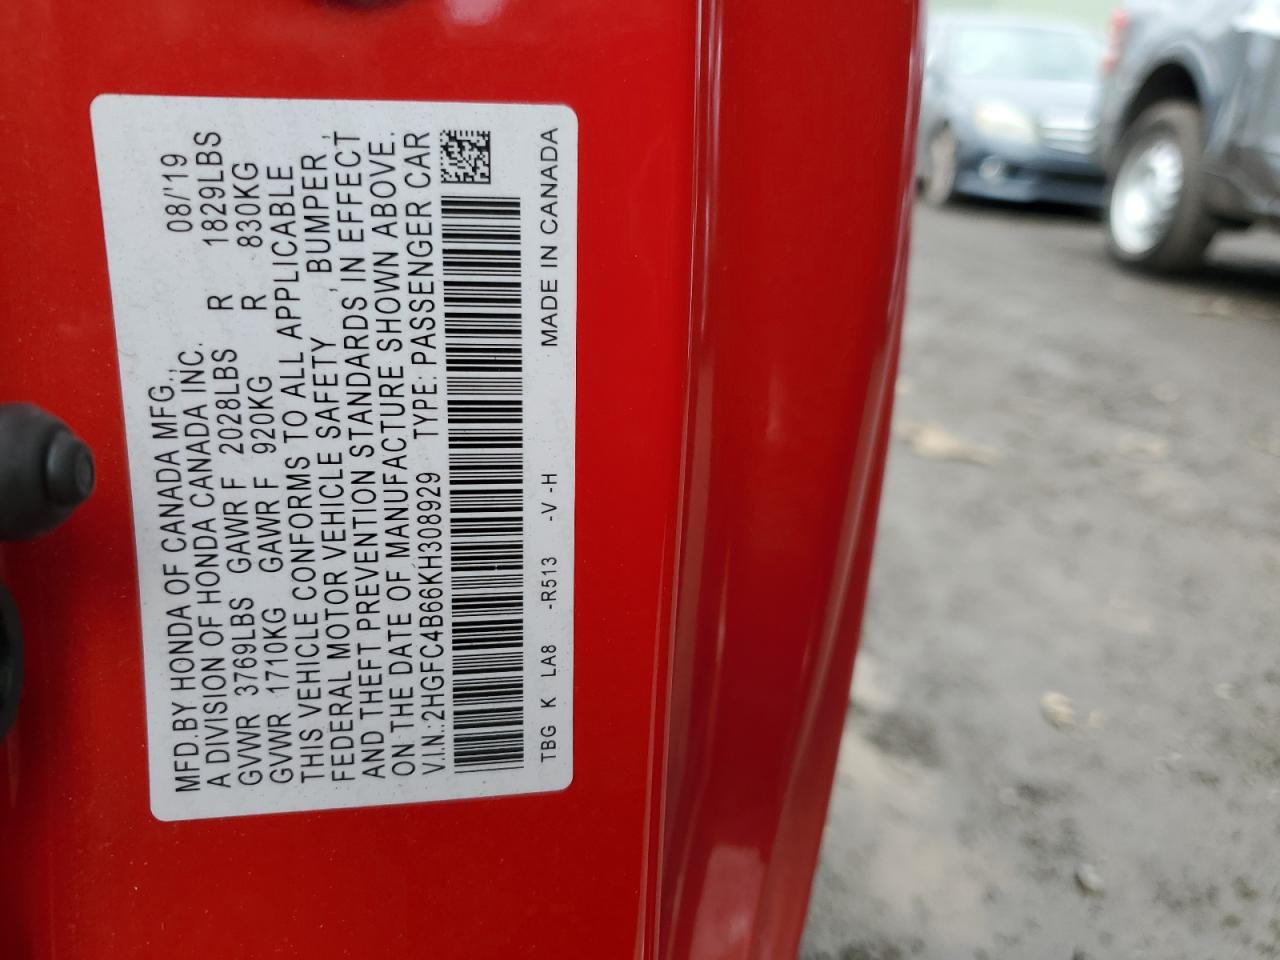 MFD.BY HONDA OF CANADA MFG., 08/'19
A DIVISION OF HONDA CANADA INC.
GVWR 3769LBS GAWR F 2028LBS R 1829LBS
GVWR 1710KG GAWR F 920KG R 830KG
THIS VEHICLE CONFORMS TO ALL APPLICABLE
FEDERAL MOTOR VEHICLE SAFETY , BUMPER ,
AND THEFT PREVENTION STANDARDS IN EFFECT
ON THE DATE OF MANUFACTURE SHOWN ABOVE.
V.I.N.:2HGFC4B66KH308929 TYPE: PASSENGER CAR
TBG K LA8 -R513 -V -H MADE IN CANADA